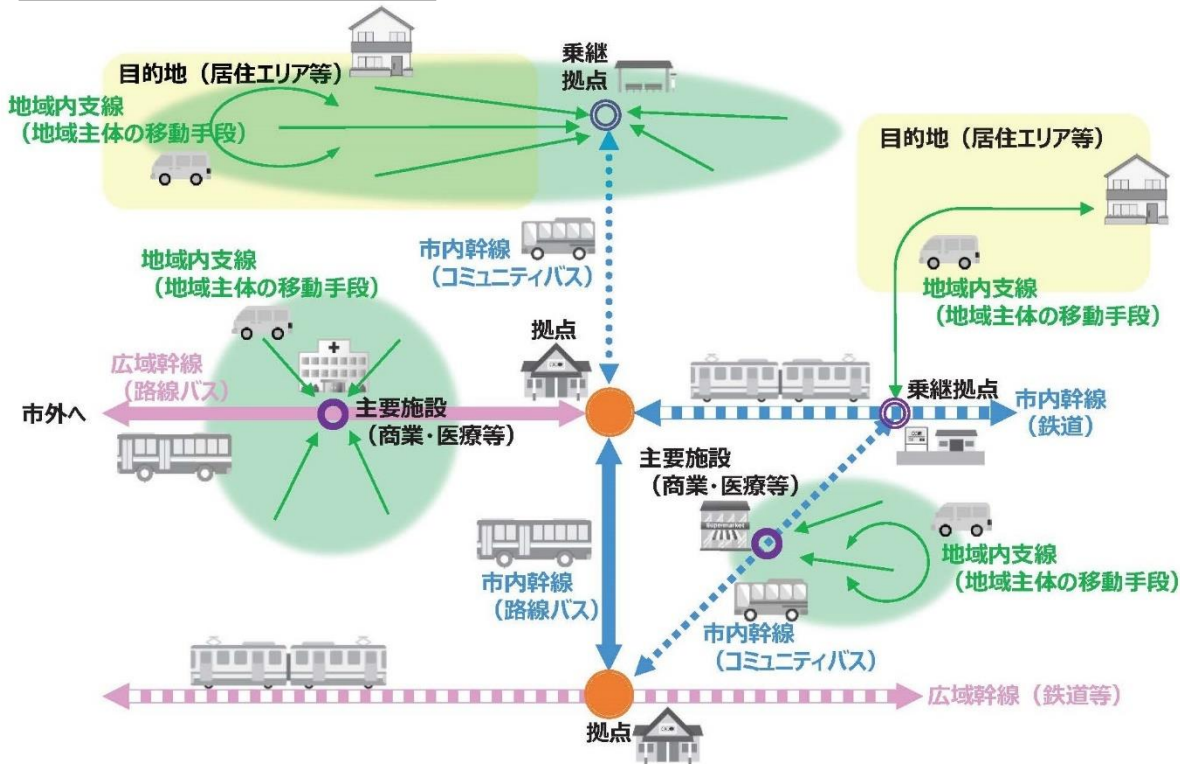 乗継
拠点
目的地（居住エリア等）
地域内支線
（地域主体の移動手段）
目的地（居住エリア等）
市内幹線
（コミュニティバス）
地域内支線
（地域主体の移動手段）
地域内支線
（地域主体の移動手段）
拠点
広域幹線
（路線バス）
乗継拠点
市外へ
主要施設
（商業・医療等）
市内幹線
（鉄道）
主要施設
（商業・医療等）
Supermarket
市内幹線
（路線バス）
地域内支線
（地域主体の移動手段）
市内幹線
（コミュニティバス）
広域幹線（鉄道等）
拠点